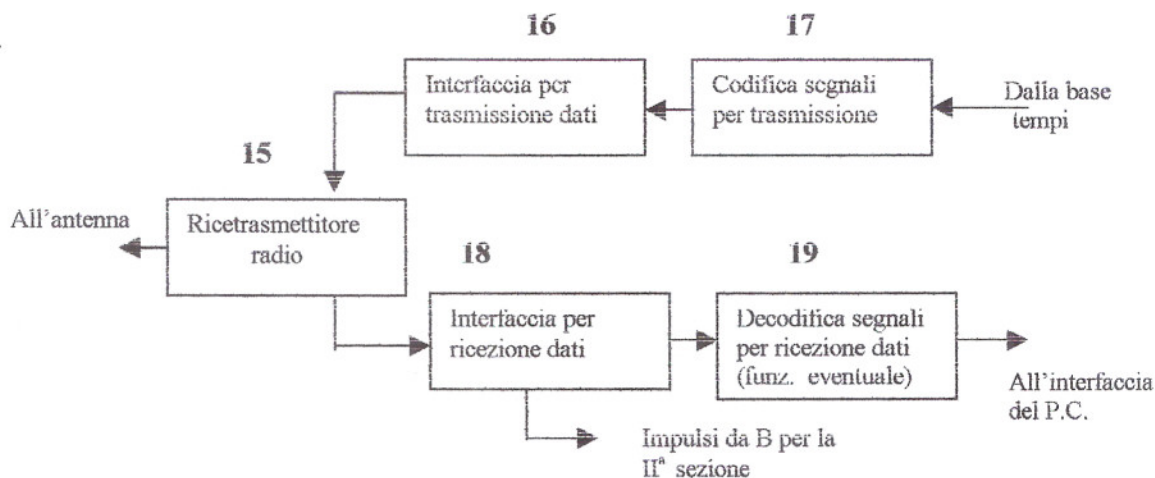 16
17
Interfaccia per
trasmissione dati
Codifica segnali
per trasmissione
Dalla base
tempi
15
All'antenna
Ricetrasmettitore
radio
18
19
Interfaccia per
ricezione dati
Decodifica segnali
per ricezione dati
(funz. eventuale)
All'interfaccia
del P.C.
Impulsi da B per la
IIª sezione